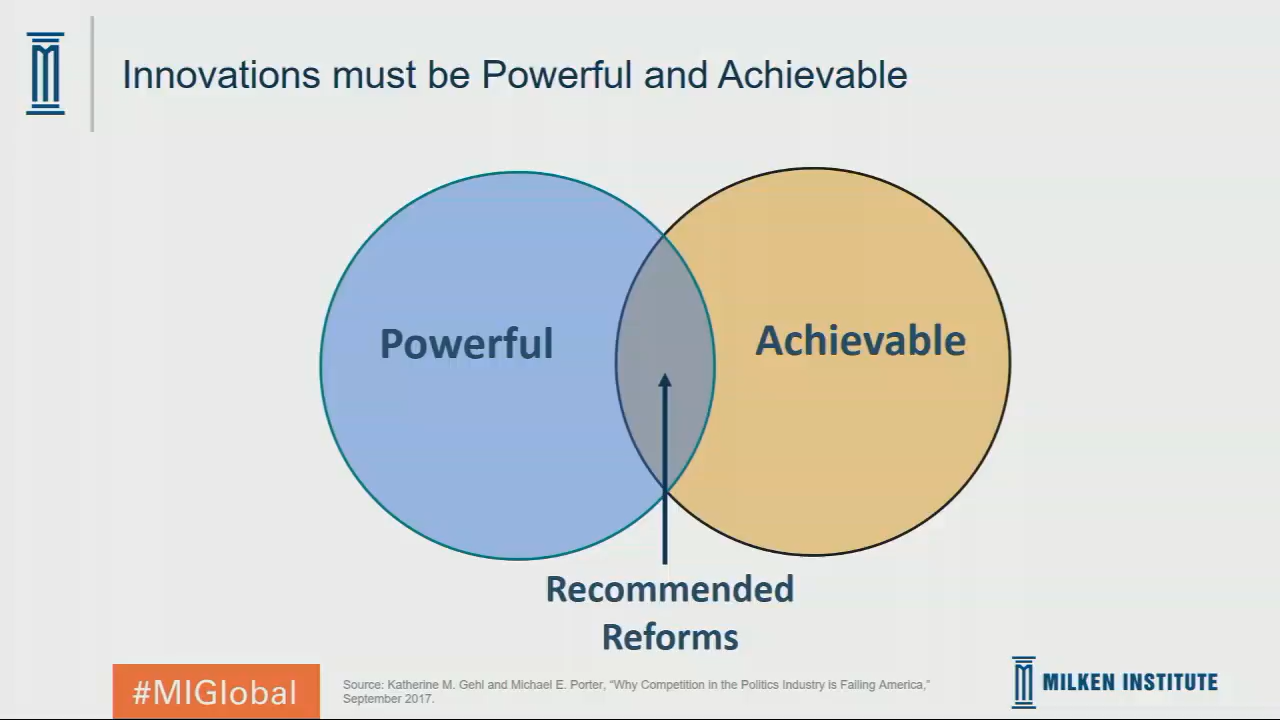 Innovations must be Powerful and Achievable
Powerful
Achievable
Recommended
Reforms
#MIGlobal
Source: Katherine M. Gehl and Michael E. Porter, “Why Competition in the Politics Industry is Failing America,”
September 2017.
MILKEN INSTITUTE